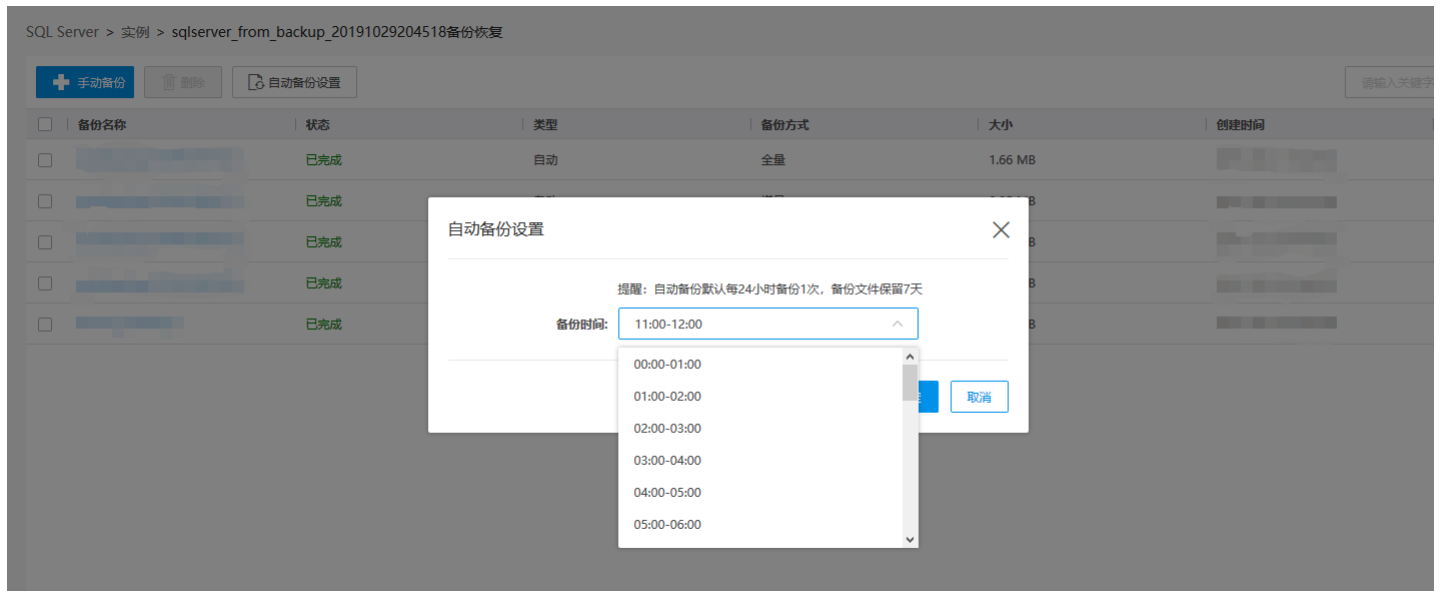 SQL Server > 实例 > sqlserver_from_backup_20191029204518备份恢复
手动备份 删除 自动备份设置 请输入关键字
备份名称 状态 类型 备份方式 大小 创建时间
已完成 自动 全量 1.66 MB
已完成
已完成
已完成
已完成
自动备份设置
提醒：自动备份默认每24小时备份1次，备份文件保留7天
备份时间: 11:00-12:00
00:00-01:00
01:00-02:00
02:00-03:00
03:00-04:00
04:00-05:00
05:00-06:00
取消